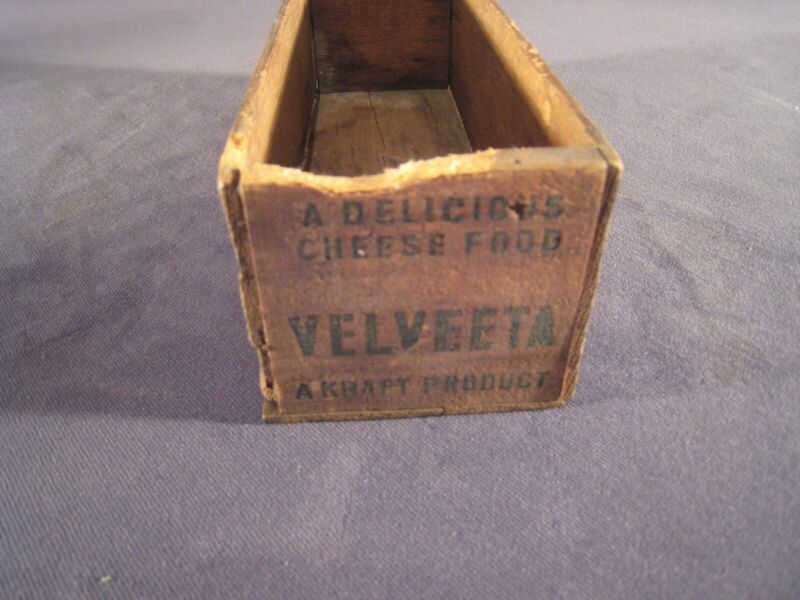 A DELICIOUS
CHEESE FOOD
VELVEETA
A KRAFT PRODUCT